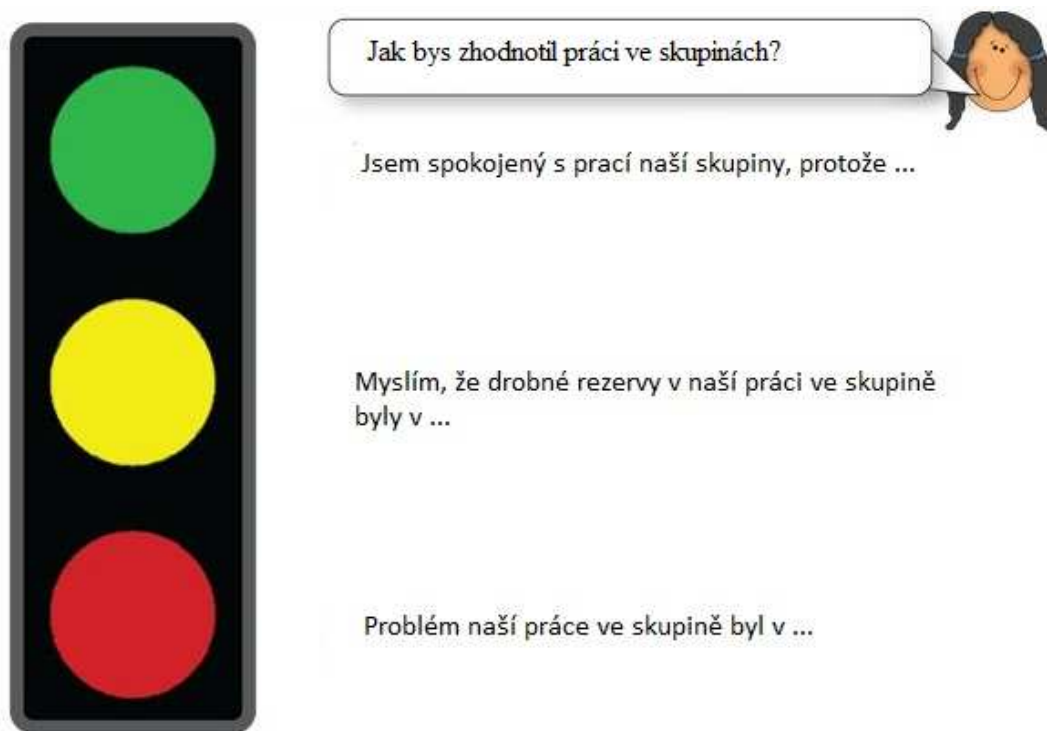 Jak bys zhodnotil práci ve skupinách?
Jsem spokojený s prací naší skupiny, protože ...
Myslím, že drobné rezervy v naší práci ve skupině
byly v ...
Problém naší práce ve skupině byl v ...